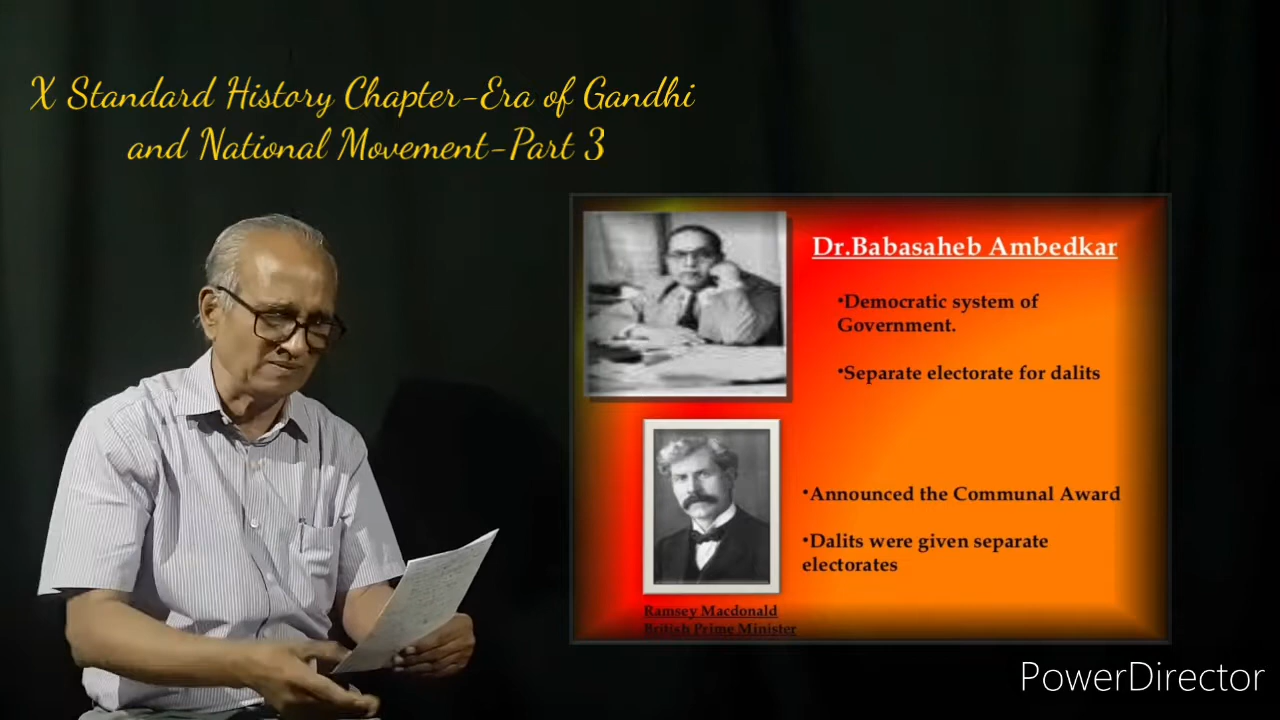 X Standard History Chapter-Era of Gandhi
and National Movement-Part 3
Dr.Babasaheb Ambedkar
•Democratic system of
Government.
•Separate electorate for dalits
•Announced the Communal Award
•Dalits were given separate
electorates
Ramsey Macdonald
British Prime Minister
PowerDirector